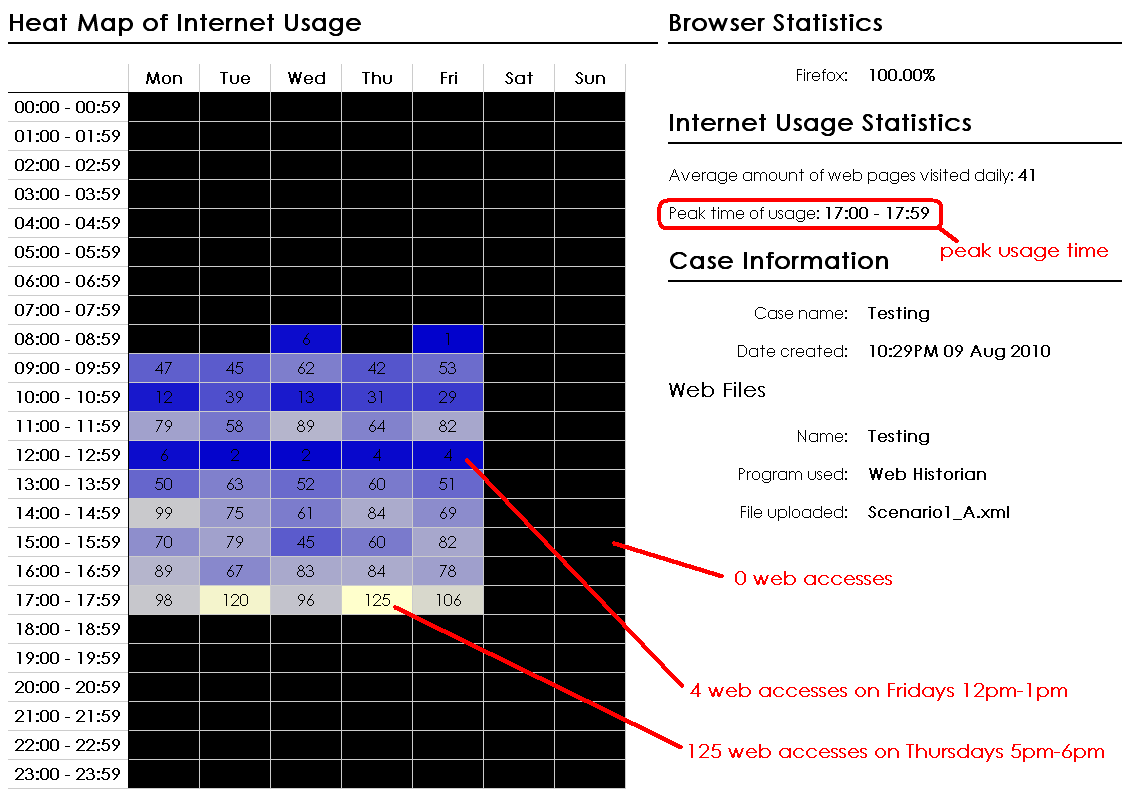 Heat Map of Internet Usage
Mon Tue Wed Thu Fri Sat Sun
00:00 - 00:59
01:00 - 01:59
02:00 - 02:59
03:00 - 03:59
04:00 - 04:59
05:00 - 05:59
06:00 - 06:59
07:00 - 07:59
08:00 - 08:59 6 1
09:00 - 09:59 47 45 62 42 53
10:00 - 10:59 12 39 13 31 29
11:00 - 11:59 79 58 89 64 82
12:00 - 12:59 6 2 2 4 4
13:00 - 13:59 50 63 52 60 51
14:00 - 14:59 99 75 61 84 69
15:00 - 15:59 70 79 45 60 82
16:00 - 16:59 89 67 83 84 78
17:00 - 17:59 98 120 96 125 106
18:00 - 18:59
19:00 - 19:59
20:00 - 20:59
21:00 - 21:59
22:00 - 22:59
23:00 - 23:59
Browser Statistics
Firefox: 100.00%
Internet Usage Statistics
Average amount of web pages visited daily: 41
Peak time of usage: 17:00 - 17:59
peak usage time
Case Information
Case name: Testing
Date created: 10:29PM 09 Aug 2010
Web Files
Name: Testing
Program used: Web Historian
File uploaded: Scenario1_A.xml
0 web accesses
4 web accesses on Fridays 12pm-1pm
125 web accesses on Thursdays 5pm-6pm